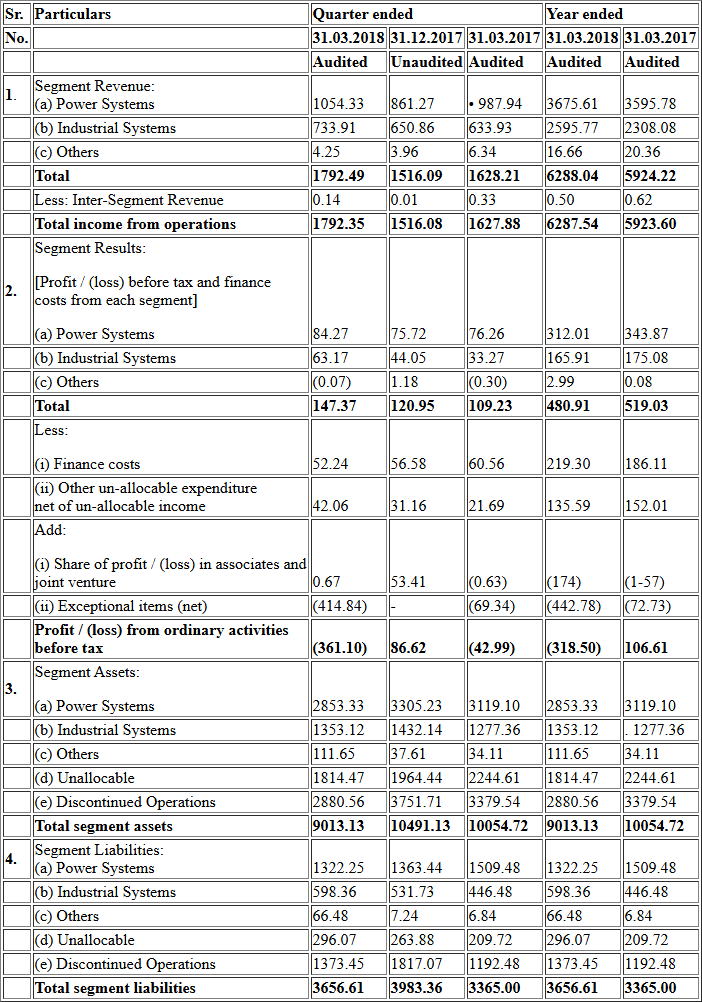 Sr. Particulars Quarter ended Year ended
No. 31.03.2018 31.12.2017 31.03.2017 31.03.2018 31.03.2017
Audited Unaudited Audited Audited Audited
1. Segment Revenue:
(a) Power Systems 1054.33 861.27 • 987.94 3675.61 3595.78
(b) Industrial Systems 733.91 650.86 633.93 2595.77 2308.08
(c) Others 4.25 3.96 6.34 16.66 20.36
Total 1792.49 1516.09 1628.21 6288.04 5924.22
Less: Inter-Segment Revenue 0.14 0.01 0.33 0.50 0.62
Total income from operations 1792.35 1516.08 1627.88 6287.54 5923.60
2. Segment Results:
[Profit / (loss) before tax and finance
costs from each segment]
(a) Power Systems 84.27 75.72 76.26 312.01 343.87
(b) Industrial Systems 63.17 44.05 33.27 165.91 175.08
(c) Others (0.07) 1.18 (0.30) 2.99 0.08
Total 147.37 120.95 109.23 480.91 519.03
Less:
(i) Finance costs 52.24 56.58 60.56 219.30 186.11
(ii) Other un-allocable expenditure
net of un-allocable income 42.06 31.16 21.69 135.59 152.01
Add:
(i) Share of profit / (loss) in associates and
joint venture 0.67 53.41 (0.63) (174) (1-57)
(ii) Exceptional items (net) (414.84) - (69.34) (442.78) (72.73)
Profit / (loss) from ordinary activities
before tax (361.10) 86.62 (42.99) (318.50) 106.61
3. Segment Assets:
(a) Power Systems 2853.33 3305.23 3119.10 2853.33 3119.10
(b) Industrial Systems 1353.12 1432.14 1277.36 1353.12 . 1277.36
(c) Others 111.65 37.61 34.11 111.65 34.11
(d) Unallocable 1814.47 1964.44 2244.61 1814.47 2244.61
(e) Discontinued Operations 2880.56 3751.71 3379.54 2880.56 3379.54
Total segment assets 9013.13 10491.13 10054.72 9013.13 10054.72
4. Segment Liabilities:
(a) Power Systems 1322.25 1363.44 1509.48 1322.25 1509.48
(b) Industrial Systems 598.36 531.73 446.48 598.36 446.48
(c) Others 66.48 7.24 6.84 66.48 6.84
(d) Unallocable 296.07 263.88 209.72 296.07 209.72
(e) Discontinued Operations 1373.45 1817.07 1192.48 1373.45 1192.48
Total segment liabilities 3656.61 3983.36 3365.00 3656.61 3365.00